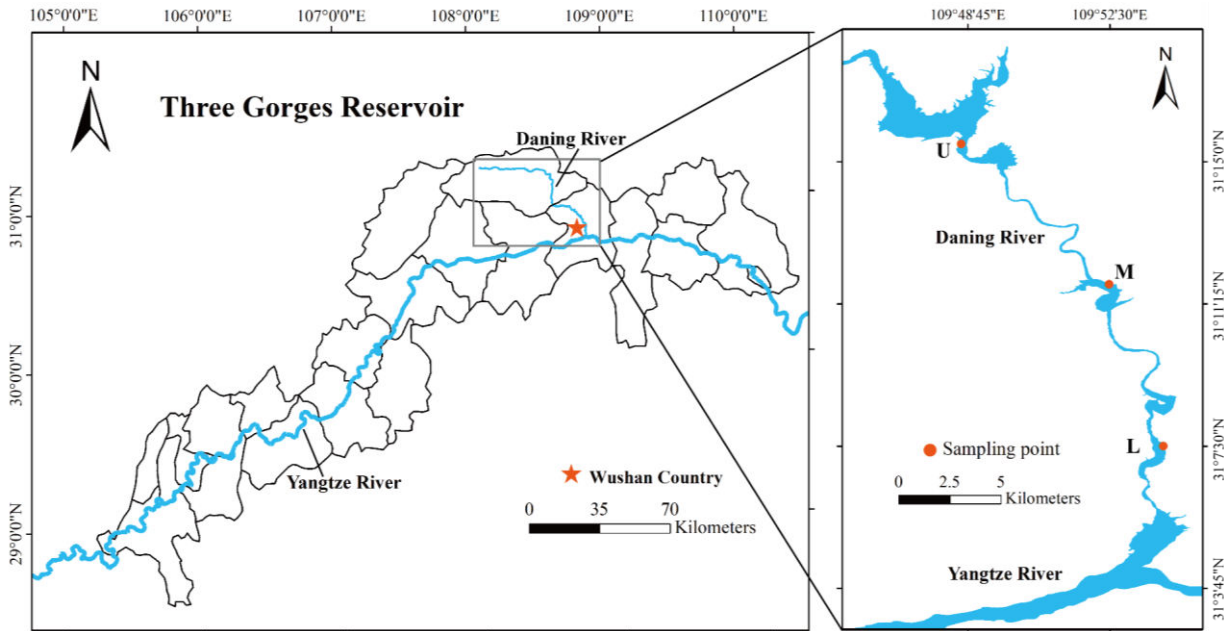 105°0'0"E 106°0'0"E 107°0'0"E 108°0'0"E 109°0'0"E 110°0'0"E
109°48'45"E 109°52'30"E
N
N
Three Gorges Reservoir
Daning River
U
31°15'0"N
31°0'0"N
Daning River
M
31°11'15"N
30°0'0"N
Sampling point
L
31°7'30"N
Yangtze River
Wushan Country
0 2.5 5
Kilometers
0 35 70
Kilometers
29°0'0"N
Yangtze River
31°3'45"N